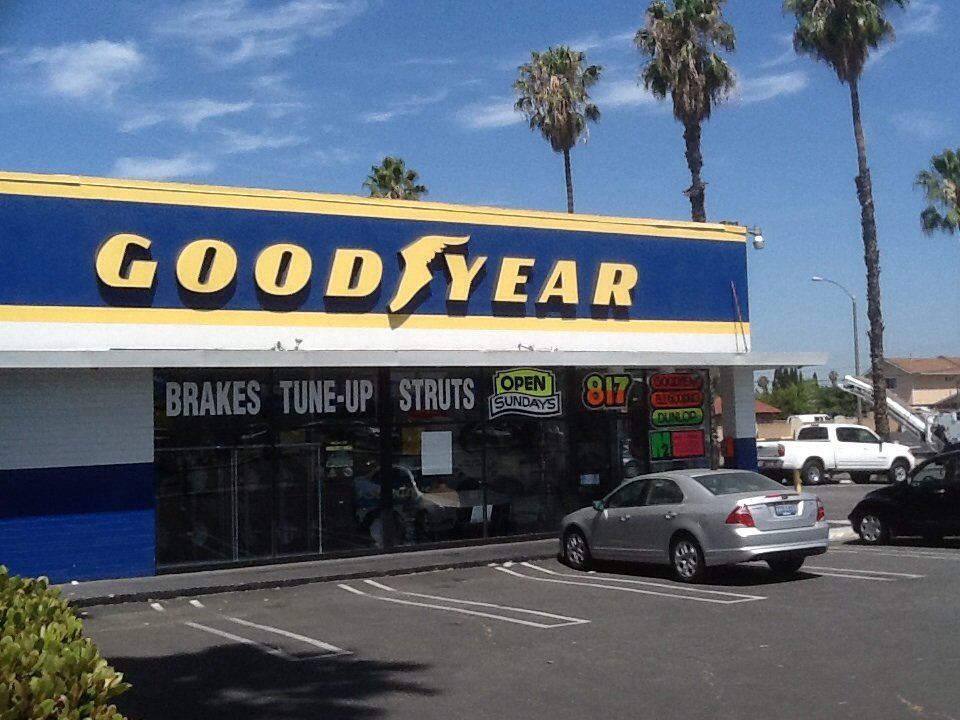 GOODYEAR
BRAKES TUNE-UP STRUTS
OPEN
SUNDAYS
817
GOODYEAR
DUNLOP